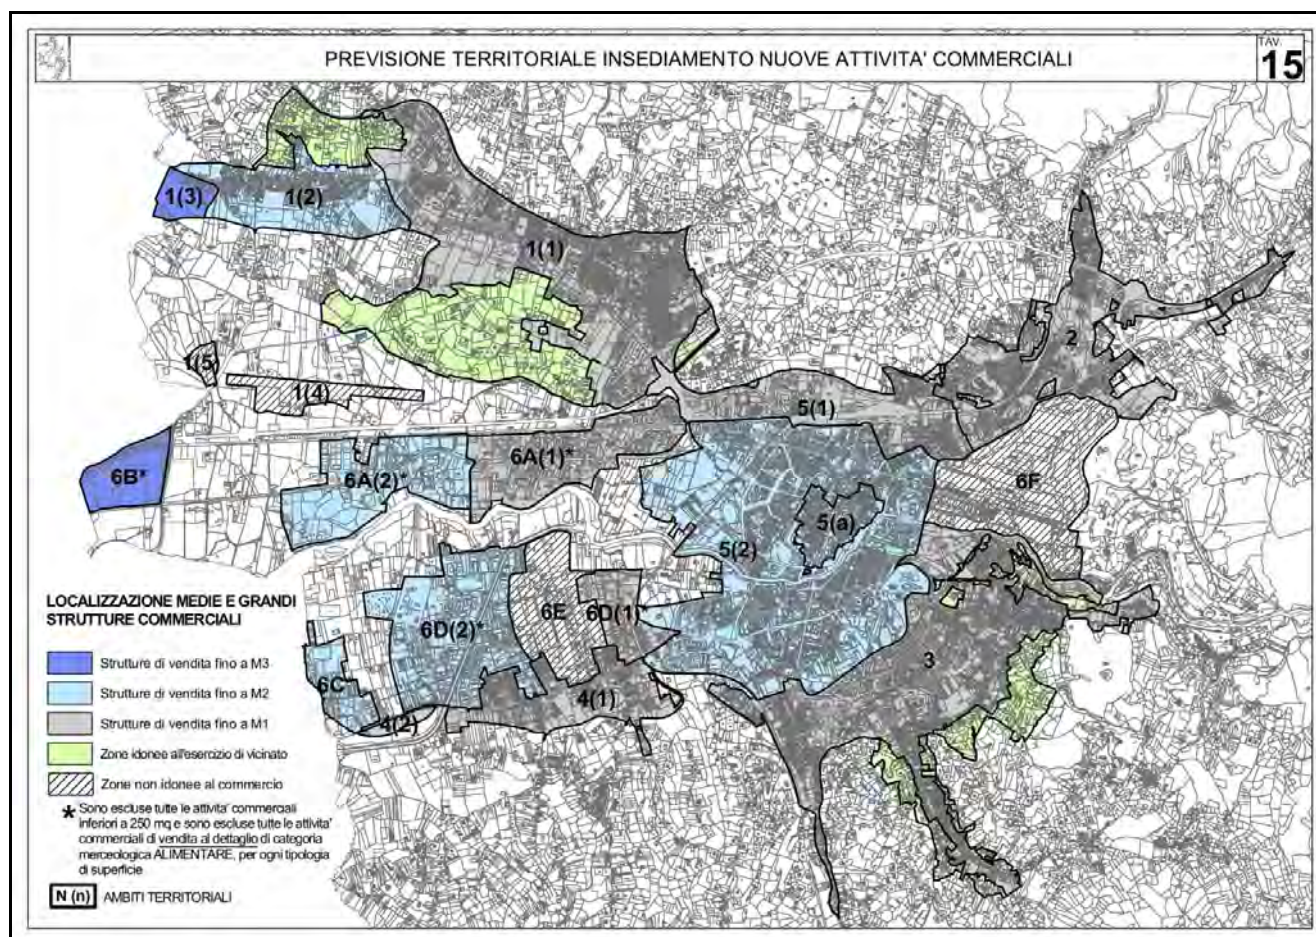 PREVISIONE TERRITORIALE INSEDIAMENTO NUOVE ATTIVITA' COMMERCIALI
TAV.
15
1(3)
1(2)
1(1)
2
1(5)
1(4)
5(1)
6B*
6A(2)*
6A(1)*
6F
5(a)
5(2)
6E
6D(1)*
6D(2)*
3
6C
4(1)
4(2)
LOCALIZZAZIONE MEDIE E GRANDI
STRUTTURE COMMERCIALI
Strutture di vendita fino a M3
Strutture di vendita fino a M2
Strutture di vendita fino a M1
Zone idonee all'esercizio di vicinato
Zone non idonee al commercio
* Sono escluse tutte le attivita' commerciali
inferiori a 250 mq e sono escluse tutte le attivita'
commerciali di vendita al dettaglio di categoria
merceologica ALIMENTARE, per ogni tipologia
di superficie
N (n) AMBITI TERRITORIALI